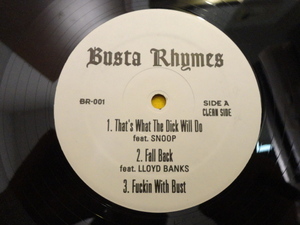 Busta Rhymes
BR-001
SIDE A
CLEAN SIDE
1. That's What The Dick Will Do
feat. SNOOP
2. Fall Back
feat. LLOYD BANKS
3. Fuckin With Bust